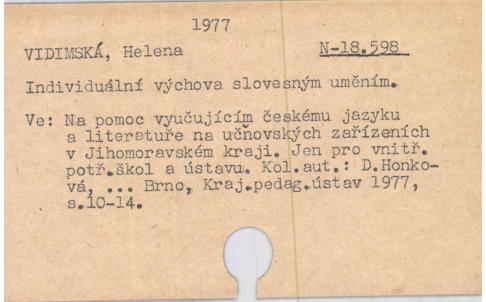 1977
VIDIMSKÁ, Helena N-18.598
Individuální výchova slovesným uměním.
Ve: Na pomoc vyučujícím českému jazyku
a literatuře na učňovských zařízeních
v Jihomoravském kraji. Jen pro vnitř.
potř.škol a ústavu. Kol.aut.: D.Honko-
vá, ... Brno, Kraj.pedag.ústav 1977,
s.10-14.